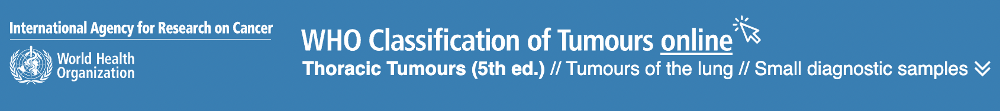 International Agency for Research on Cancer
World Health
Organization
WHO Classification of Tumours online
Thoracic Tumours (5th ed.) // Tumours of the lung // Small diagnostic samples